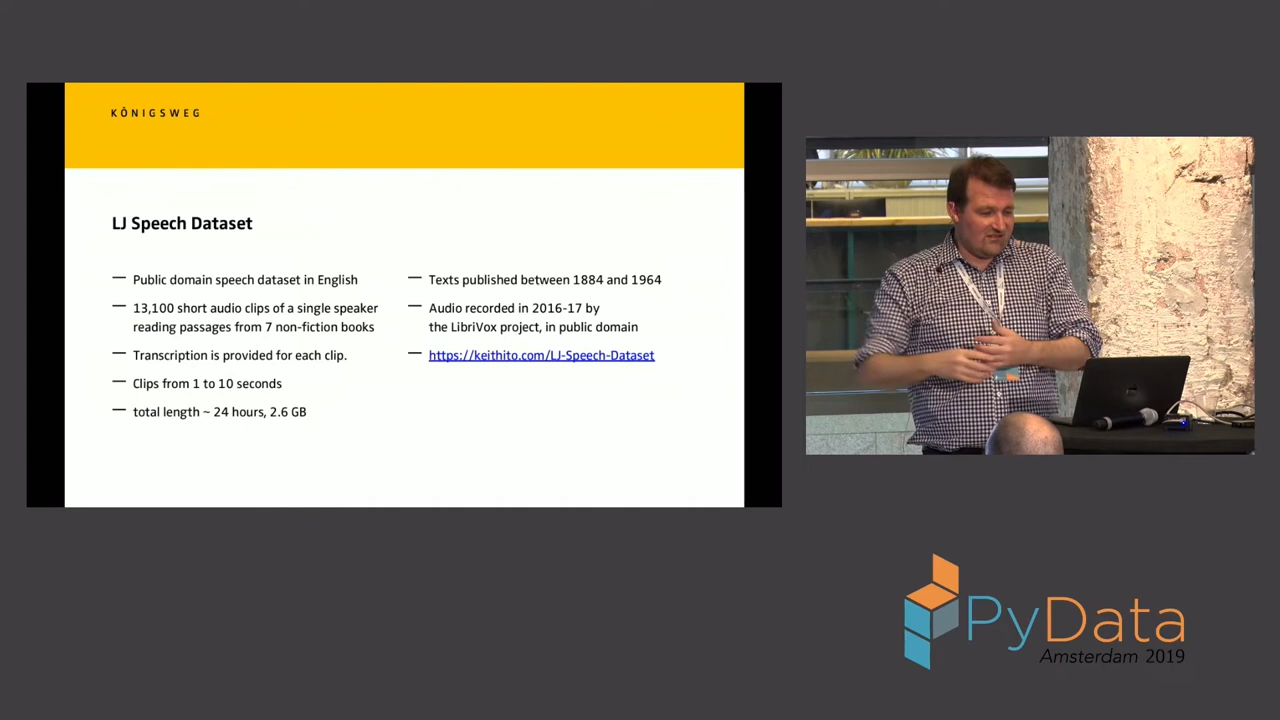 KÖNIGSWEG
LJ Speech Dataset
— Public domain speech dataset in English
— 13,100 short audio clips of a single speaker
reading passages from 7 non-fiction books
— Transcription is provided for each clip.
— Clips from 1 to 10 seconds
— total length ~ 24 hours, 2.6 GB
— Texts published between 1884 and 1964
— Audio recorded in 2016-17 by
the LibriVox project, in public domain
— https://keithito.com/LJ-Speech-Dataset
PyData
Amsterdam 2019